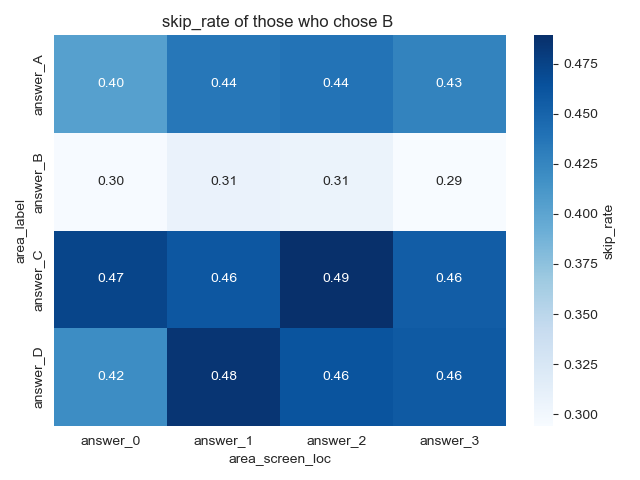 skip_rate of those who chose B
answer_A
answer_B
answer_C
answer_D
area_label
0.40 0.44 0.44 0.43
0.30 0.31 0.31 0.29
0.47 0.46 0.49 0.46
0.42 0.48 0.46 0.46
answer_0 answer_1 answer_2 answer_3
area_screen_loc
0.475
0.450
0.425
0.400
0.375
0.350
0.325
0.300
skip_rate